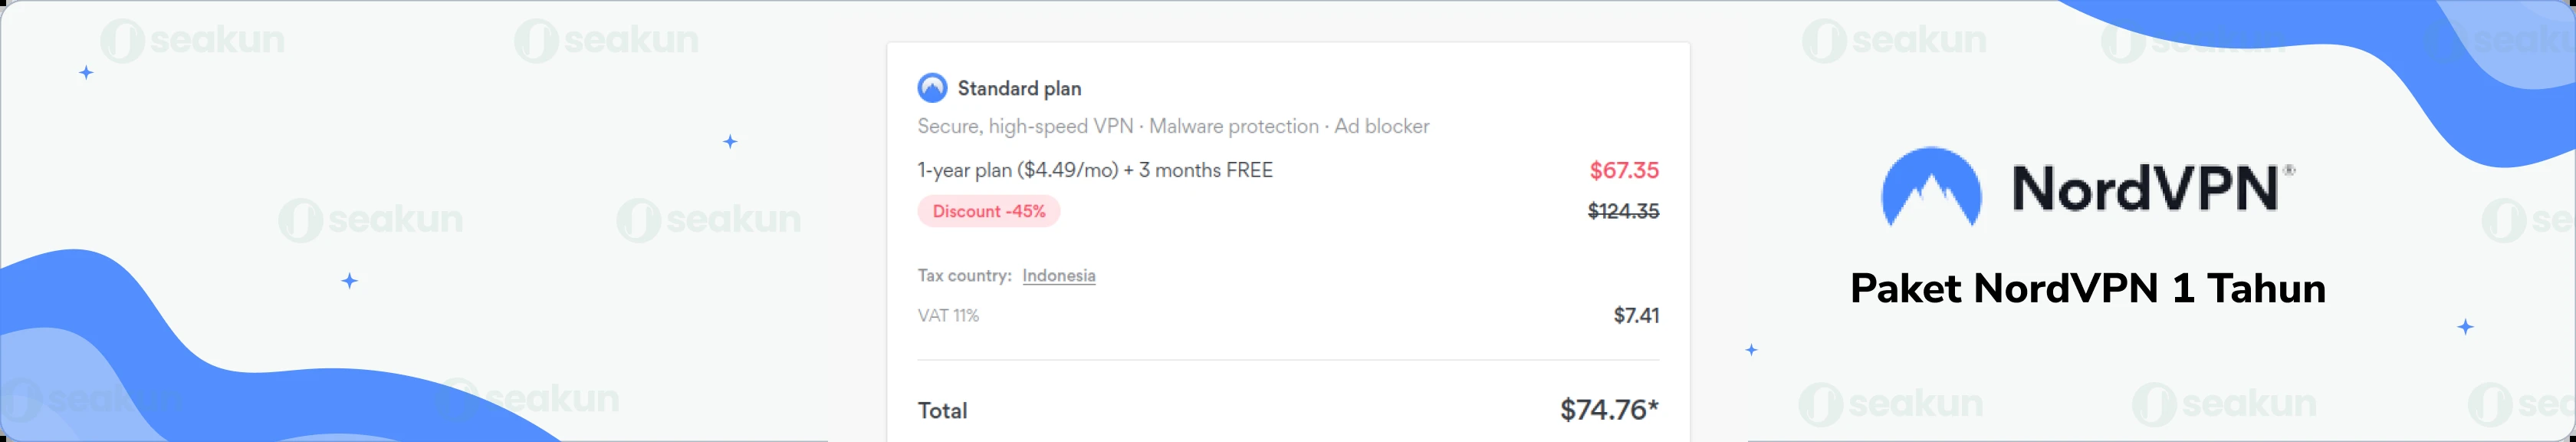 seakun
seakun
seakun
seakun
seakun
seakun
seakun
seakun
Standard plan
Secure, high-speed VPN · Malware protection · Ad blocker
1-year plan ($4.49/mo) + 3 months FREE
$67.35
Discount -45%
$124.35
Tax country: Indonesia
VAT 11%
$7.41
Total
$74.76*
NordVPN®
Paket NordVPN 1 Tahun
seakun
seakun